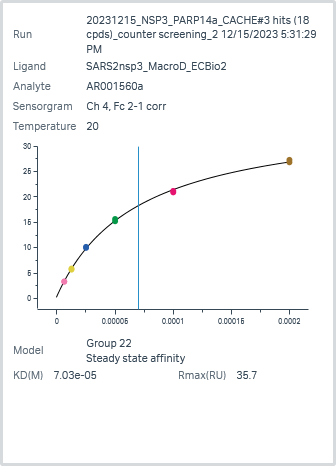 Run 20231215_NSP3_PARP14a_CACHE#3 hits (18
cpds)_counter screening_2 12/15/2023 5:31:29
PM
Ligand SARS2nsp3_MacroD_ECBio2
Analyte AR001560a
Sensorgram Ch 4, Fc 2-1 corr
Temperature 20
30
25
20
15
10
5
0
0 0.00005 0.0001 0.00015 0.0002
Model Group 22
Steady state affinity
KD(M) 7.03e-05 Rmax(RU) 35.7